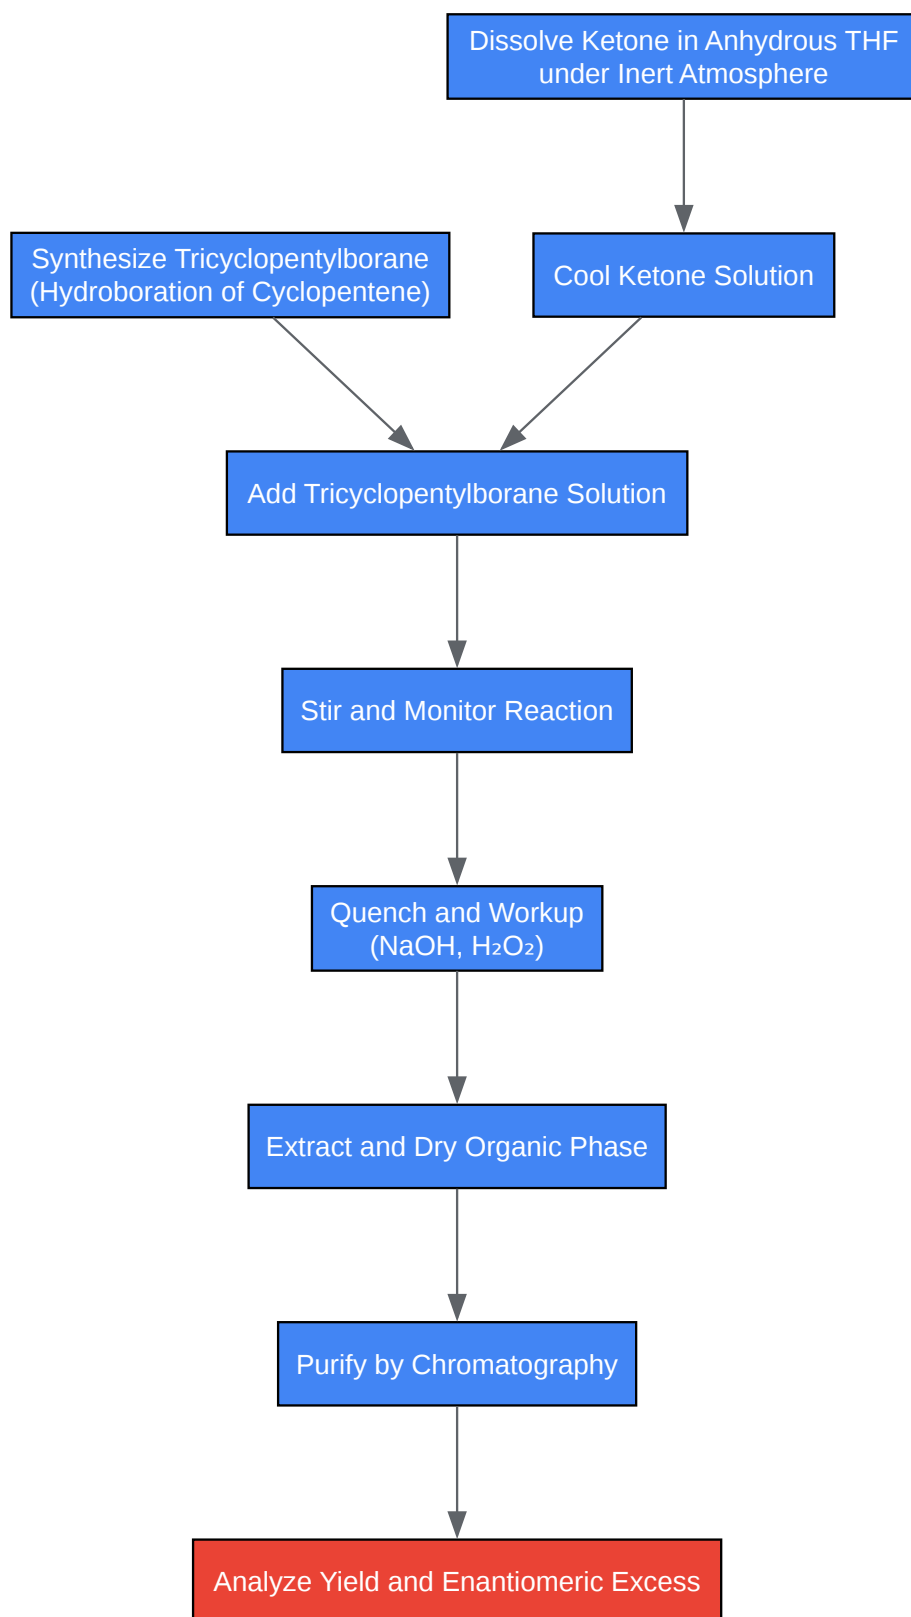 Dissolve Ketone in Anhydrous THF
under Inert Atmosphere
Synthesize Tricyclopentylborane
(Hydroboration of Cyclopentene)
Cool Ketone Solution
Add Tricyclopentylborane Solution
Stir and Monitor Reaction
Quench and Workup
(NaOH, H₂O₂)
Extract and Dry Organic Phase
Purify by Chromatography
Analyze Yield and Enantiomeric Excess